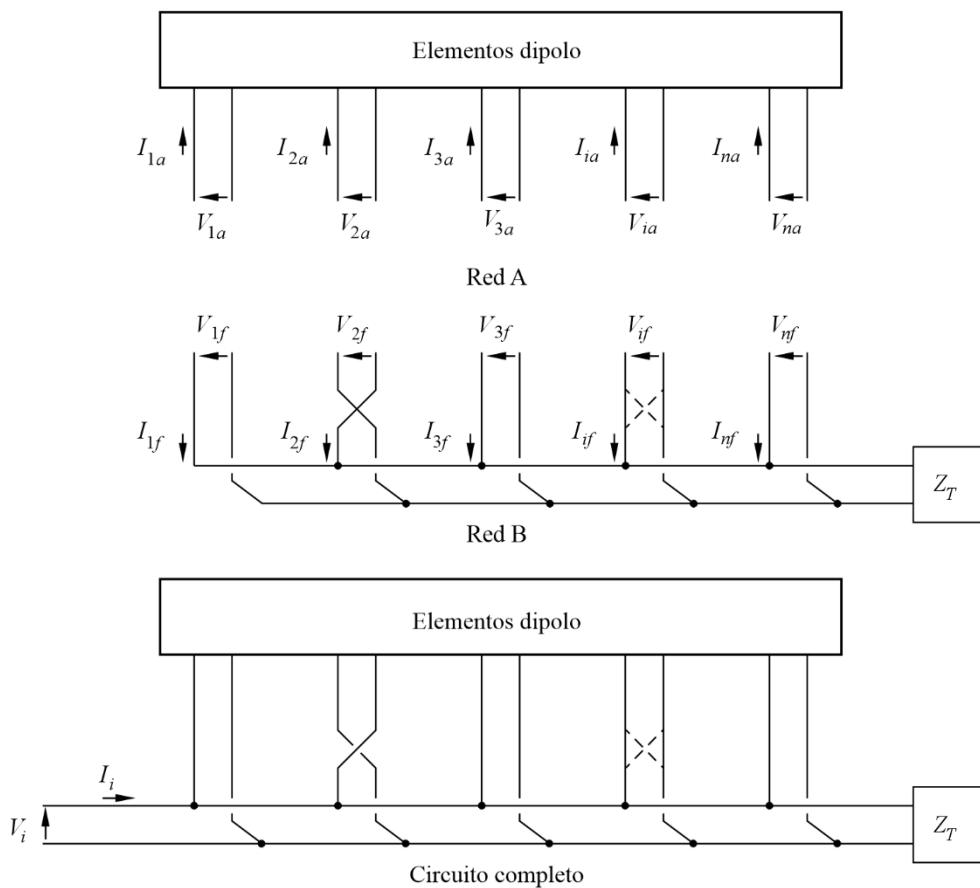 Elementos dipolo
I1a I2a I3a Iia Ina
V1a V2a V3a Via Vna
Red A
V1f V2f V3f Vif Vnf
I1f I2f I3f Iif Inf
ZT
Red B
Elementos dipolo
Ii
Vi
ZT
Circuito completo